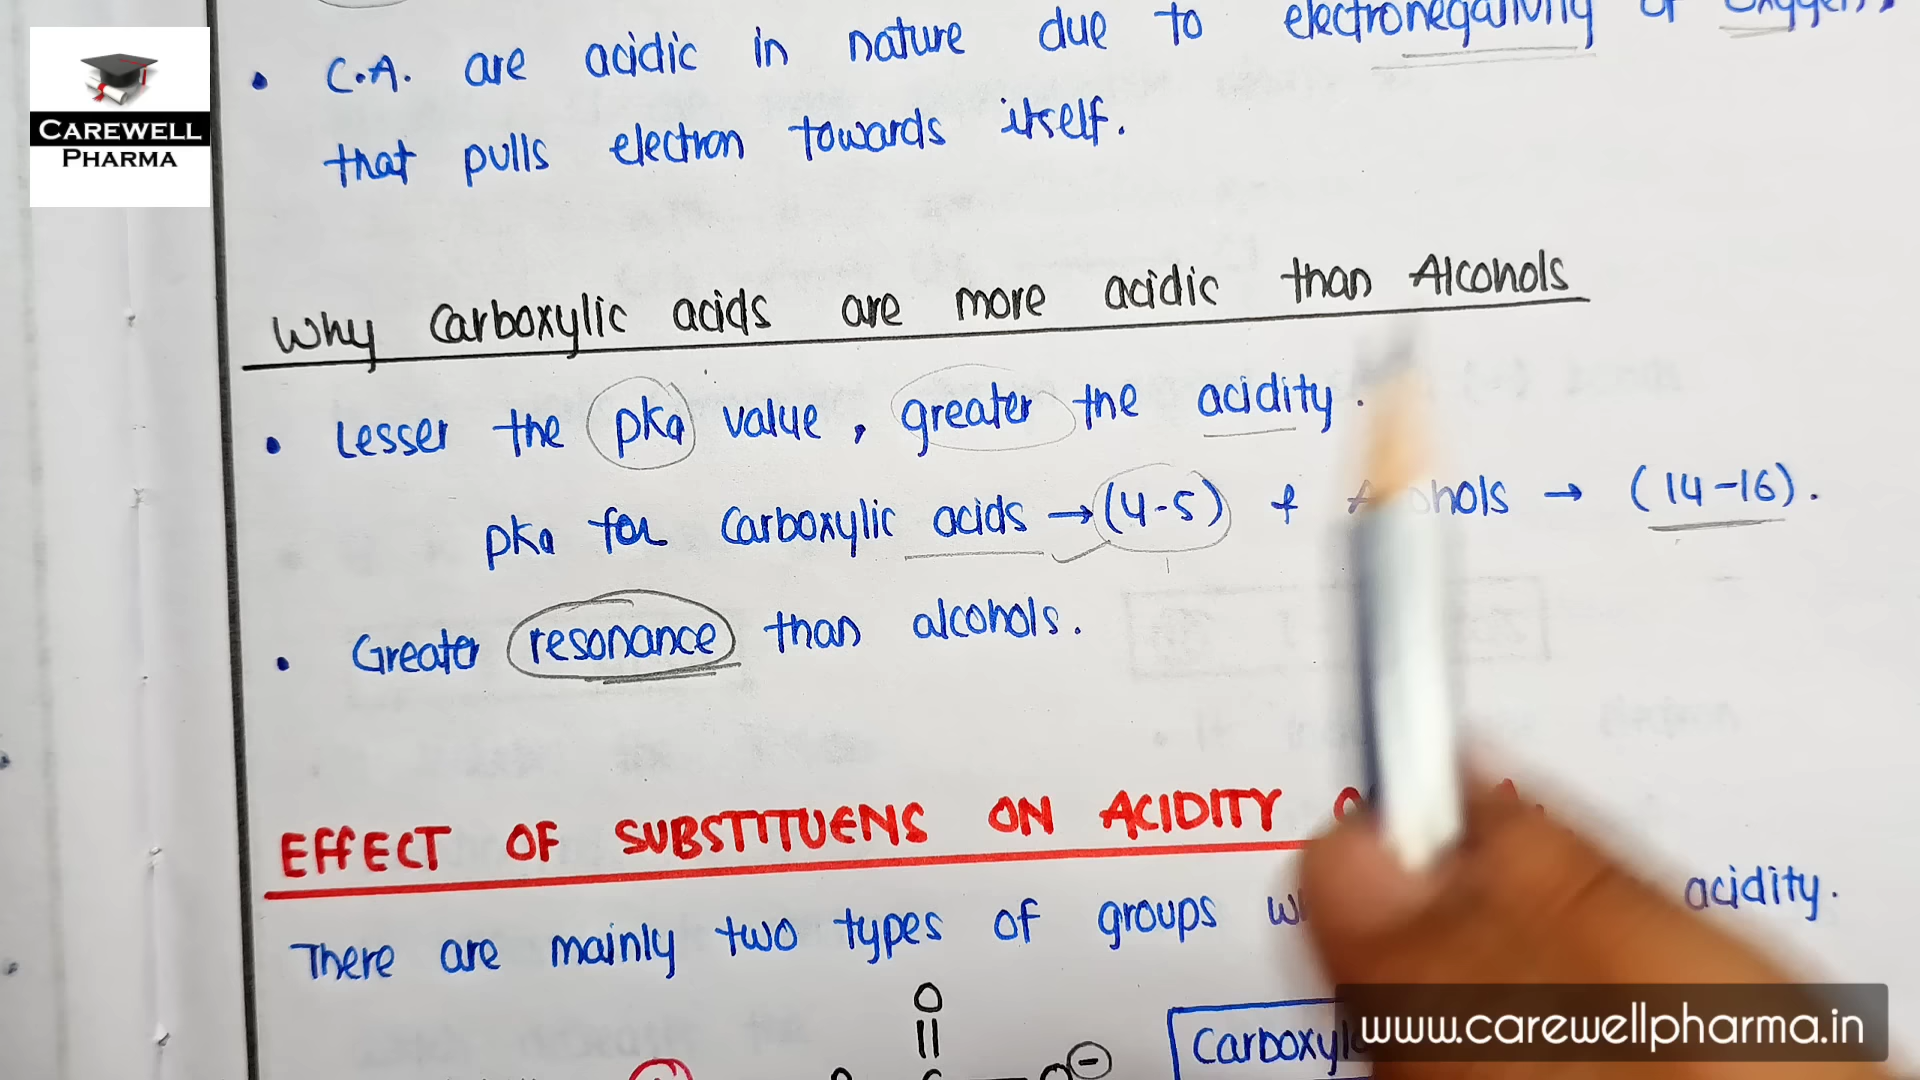 CAREWELL
PHARMA
• C.A. are acidic in nature due to electronegativity of oxygen,
that pulls electron towards itself.
Why Carboxylic acids are more acidic than Alcohols
• Lesser the pka value, greater the acidity.
pka for Carboxylic acids → (4-5) & hols → (14-16).
• Greater resonance than alcohols.
EFFECT OF SUBSTITUENS ON ACIDITY
There are mainly two types of groups acidity.
O
Carboxyl
www.carewellpharma.in